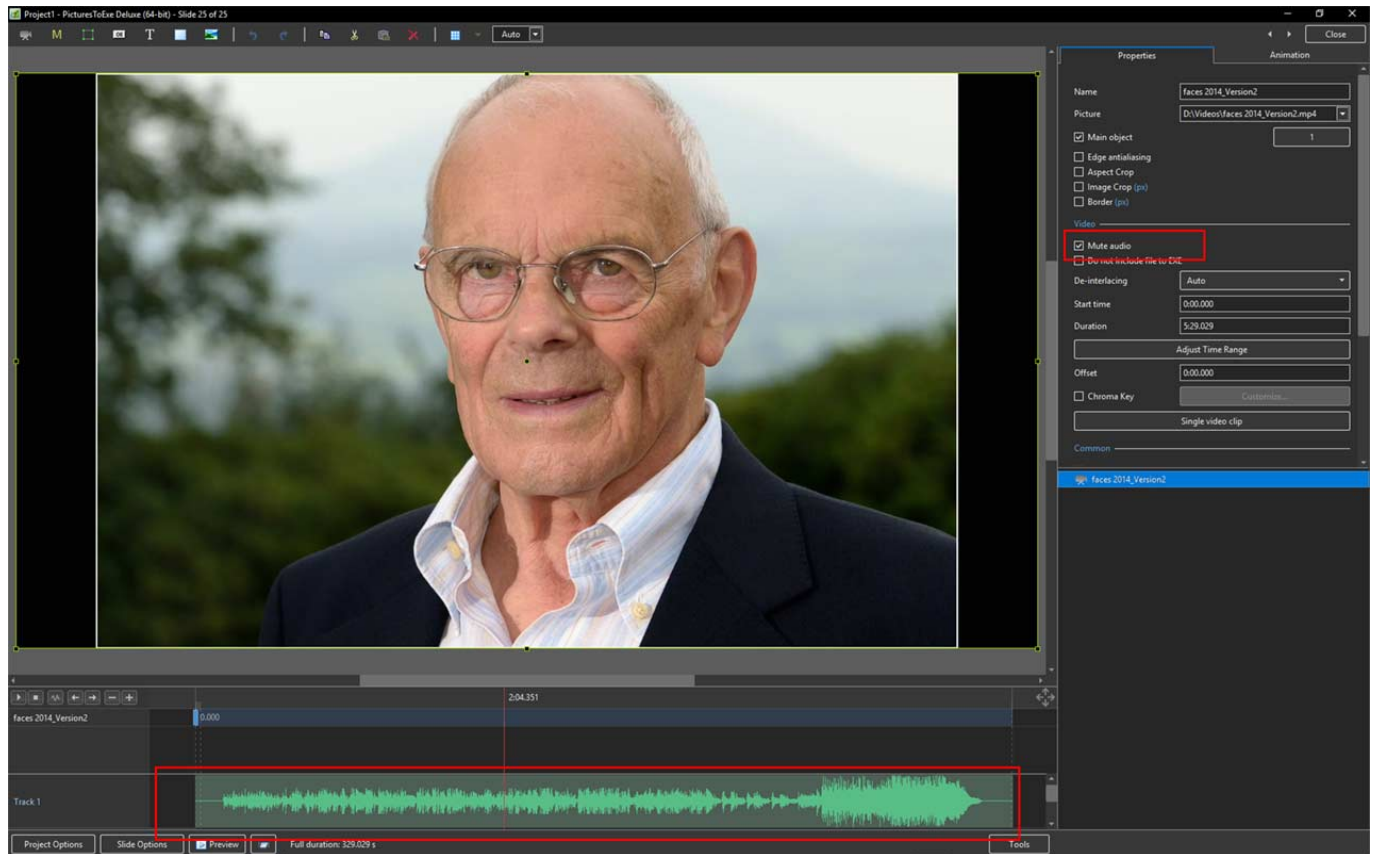 Project1 - PicturesToExe Deluxe (64-bit) - Slide 25 of 25
M OK T Auto Close
Properties Animation
Name faces 2014_Version2
Picture D:\Videos\faces 2014_Version2.mp4
Main object 1
Edge antialiasing
Aspect Crop
Image Crop (px)
Border (px)
Video
Mute audio
Do not include file to EXE
De-interlacing Auto
Start time 0:00.000
Duration 5:29.029
Adjust Time Range
Offset 0:00.000
Chroma Key Customize...
Single video clip
Common
faces 2014_Version2
2:04.351
faces 2014_Version2 0.000
Track 1
Project Options Slide Options Preview Full duration: 329.029 s Tools